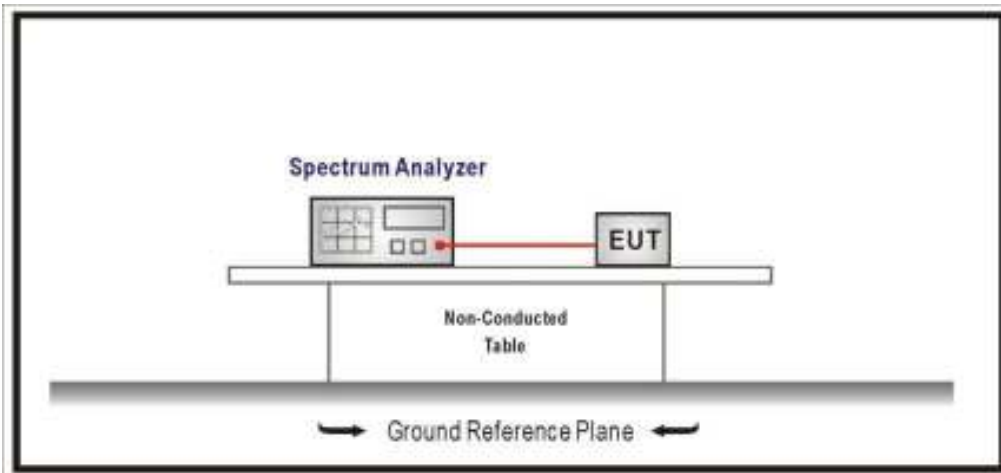 Spectrum Analyzer
EUT
Non-Conducted
Table
Ground Reference Plane